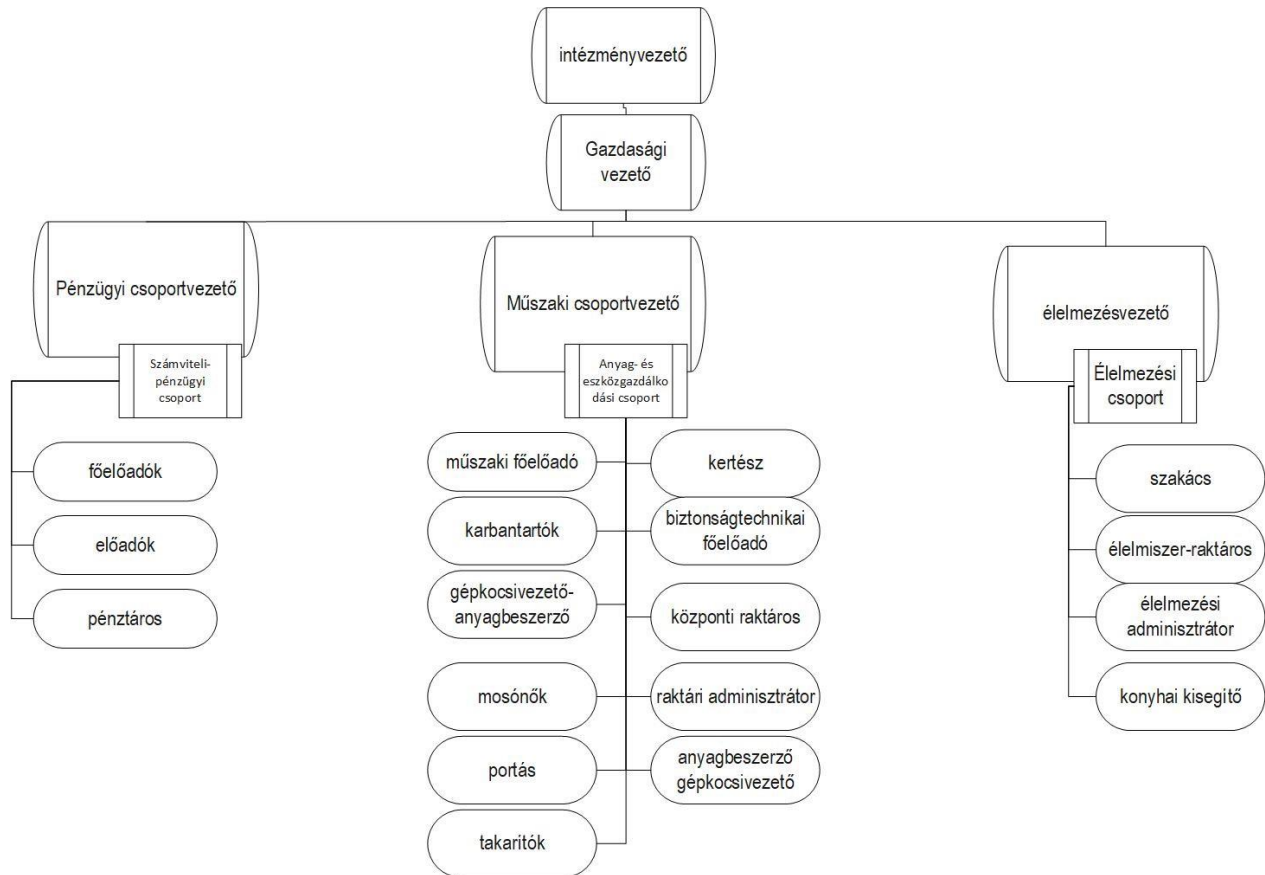 intézményvezető
Gazdasági
vezető
Pénzügyi csoportvezető
Számviteli-
pénzügyi
csoport
főelőadók
előadók
pénztáros
Műszaki csoportvezető
Anyag- és
eszközgazdálko
dási csoport
műszaki főelőadó
karbantartók
gépkocsivezető-
anyagbeszerző
mosónők
portás
takarítók
kertész
biztonságtechnikai
főelőadó
központi raktáros
raktári adminisztrátor
anyagbeszerző
gépkocsivezető
élelmezésvezető
Élelmezési
csoport
szakács
élelmiszer-raktáros
élelmezési
adminisztrátor
konyhai kisegítő